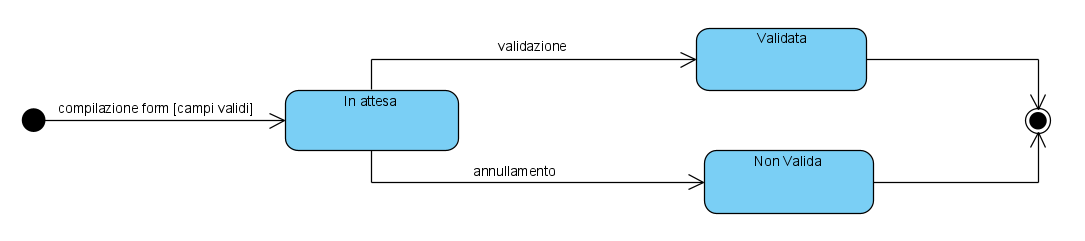 validazione
Validata
compilazione form [campi validi]
In attesa
annullamento
Non Valida